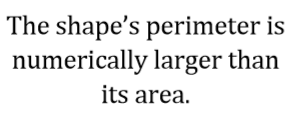 The shape’s perimeter is
numerically larger than
its area.